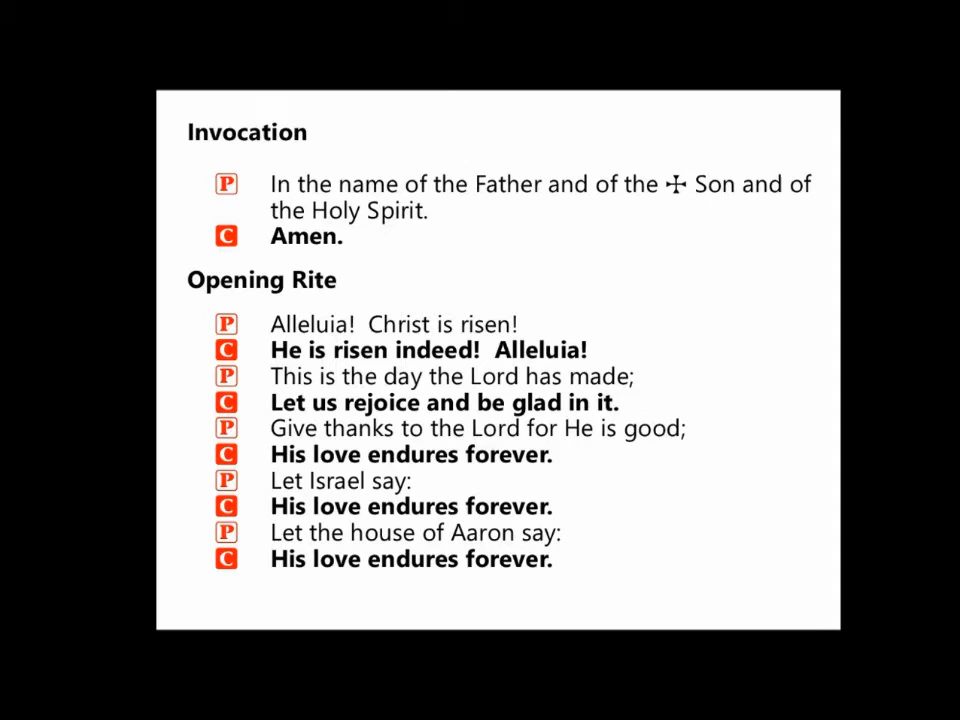 Invocation
P In the name of the Father and of the ☩ Son and of
the Holy Spirit.
C Amen.
Opening Rite
P Alleluia! Christ is risen!
C He is risen indeed! Alleluia!
P This is the day the Lord has made;
C Let us rejoice and be glad in it.
P Give thanks to the Lord for He is good;
C His love endures forever.
P Let Israel say:
C His love endures forever.
P Let the house of Aaron say:
C His love endures forever.